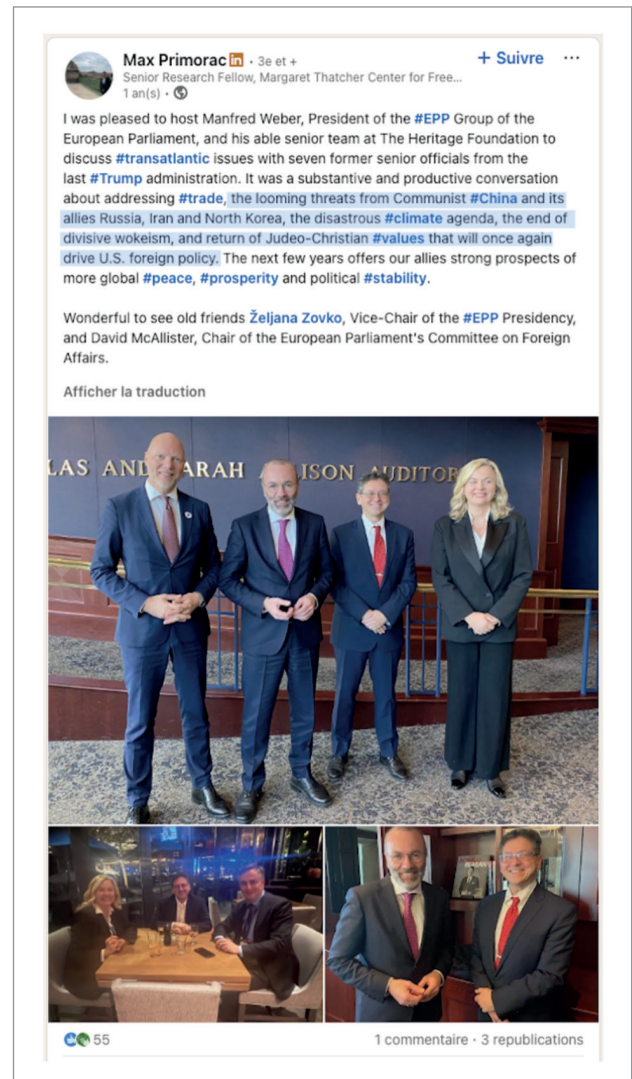 Max Primorac in • 3e et +
+ Suivre ···
Senior Research Fellow, Margaret Thatcher Center for Free...
1 an(s) •
I was pleased to host Manfred Weber, President of the #EPP Group of the
European Parliament, and his able senior team at The Heritage Foundation to
discuss #transatlantic issues with seven former senior officials from the
last #Trump administration. It was a substantive and productive conversation
about addressing #trade, the looming threats from Communist #China and its
allies Russia, Iran and North Korea, the disastrous #climate agenda, the end of
divisive wokeism, and return of Judeo-Christian #values that will once again
drive U.S. foreign policy. The next few years offers our allies strong prospects of
more global #peace, #prosperity and political #stability.
Wonderful to see old friends Željana Zovko, Vice-Chair of the #EPP Presidency,
and David McAllister, Chair of the European Parliament's Committee on Foreign
Affairs.
Afficher la traduction
LAS AND SARAH ISON AUDITOR
REAGAN
55
1 commentaire • 3 republications